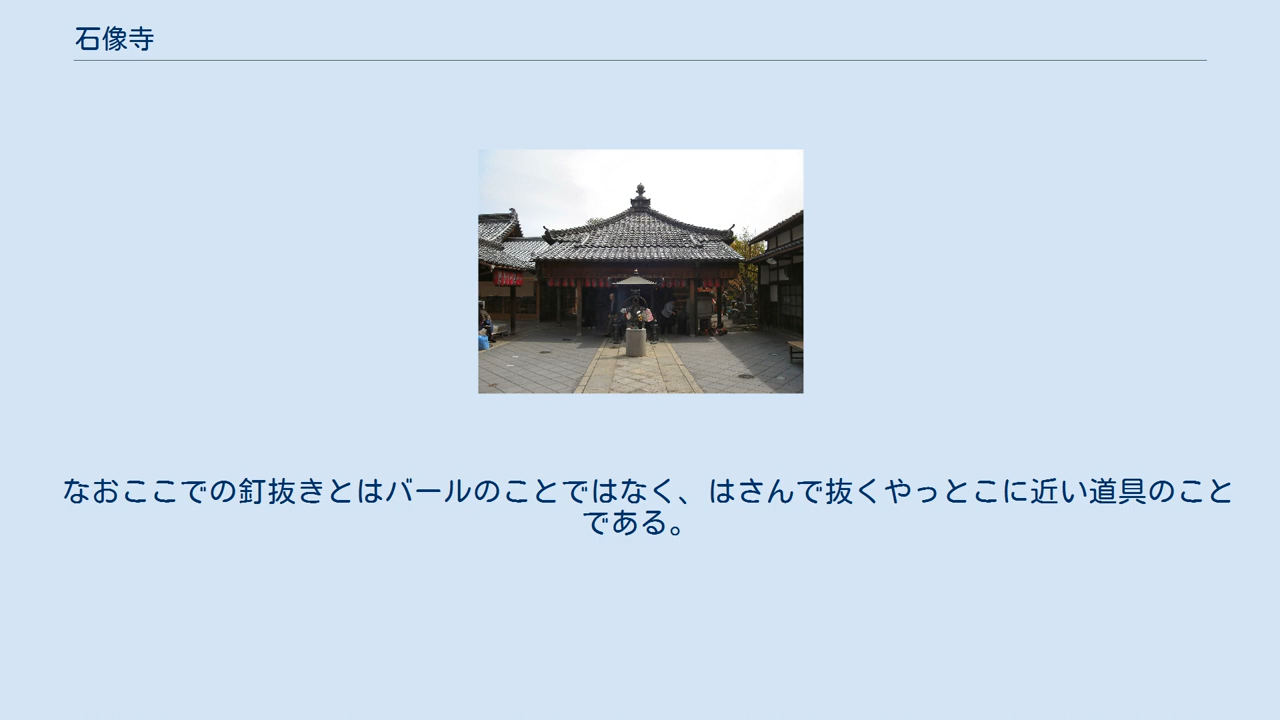 石像寺
なおここでの釘抜きとはバールのことではなく、はさんで抜くやっとこに近い道具のこと
である。